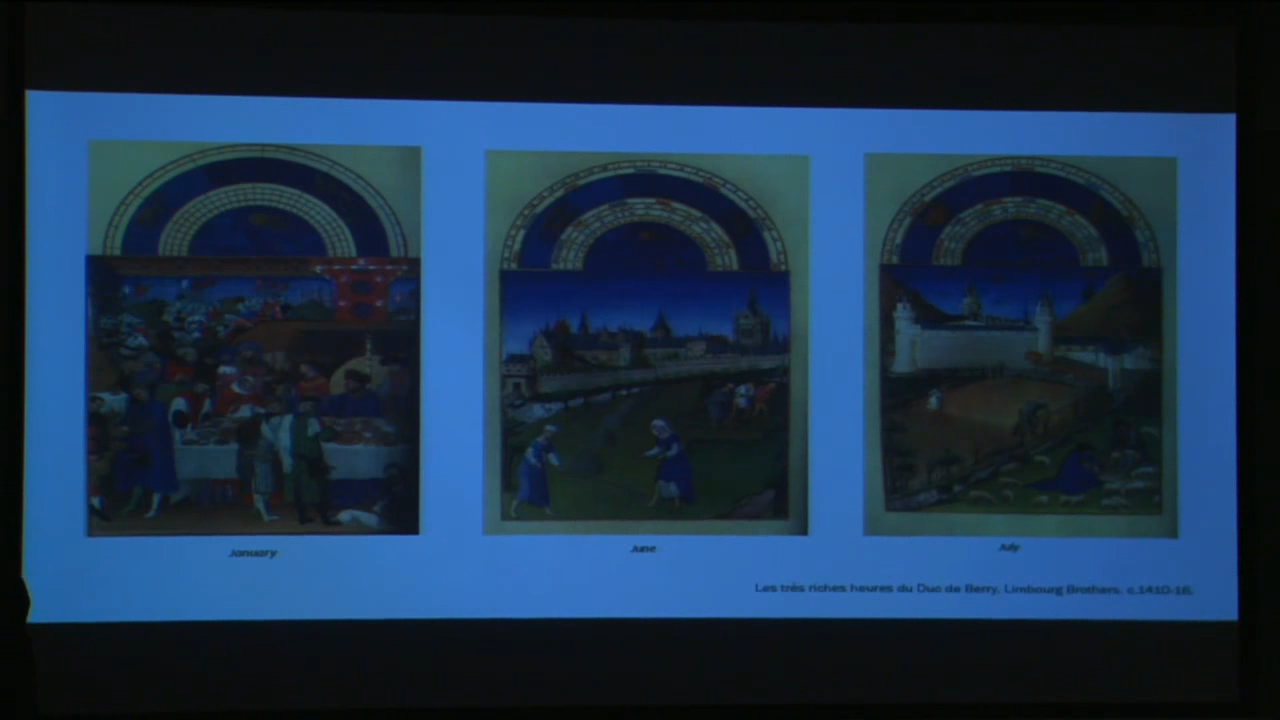 January
June
July
Les très riches heures du Duc de Berry. Limbourg Brothers. c.1410-16.